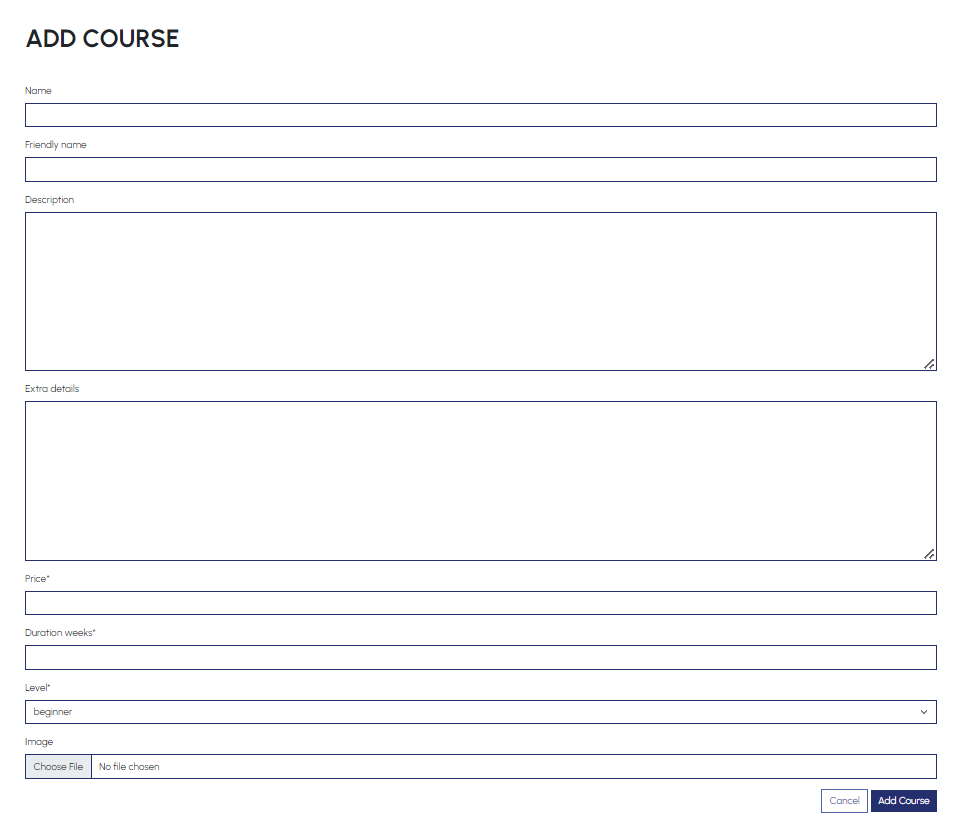 ADD COURSE
Name
Friendly name
Description
Extra details
Price*
Duration weeks*
Level*
beginner
Image
Choose File No file chosen
Cancel Add Course